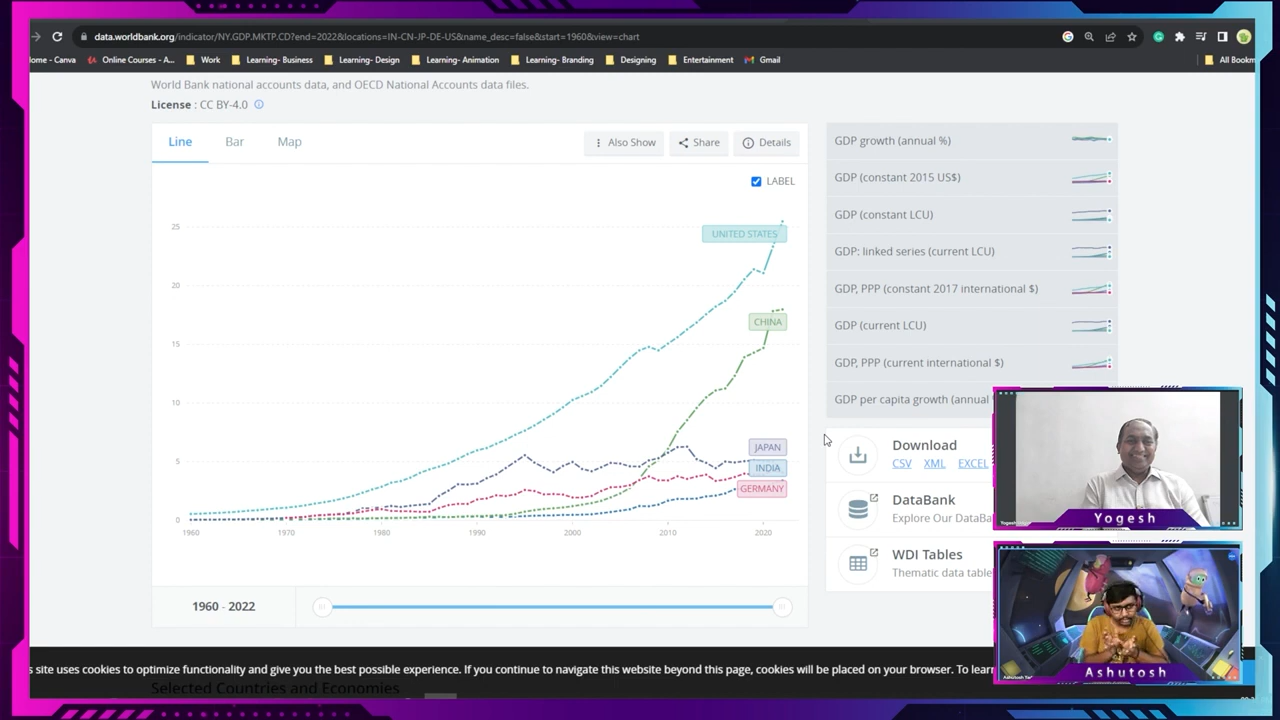 data.worldbank.org/indicator/NY.GDP.MKTP.CD?end=2022&locations=IN-CN-JP-DE-US&name_desc=false&start=1960&view=chart
ome - Canva Online Courses - A... Work Learning- Business Learning- Design Learning- Animation Learning- Branding Designing Entertainment Gmail All Bookm
World Bank national accounts data, and OECD National Accounts data files.
License : CC BY-4.0
Line Bar Map Also Show Share Details
LABEL
25
20
15
10
5
0
UNITED STATES
CHINA
JAPAN
INDIA
GERMANY
1960 1970 1980 1990 2000 2010 2020
1960 - 2022
GDP growth (annual %)
GDP (constant 2015 US$)
GDP (constant LCU)
GDP: linked series (current LCU)
GDP, PPP (constant 2017 international $)
GDP (current LCU)
GDP, PPP (current international $)
GDP per capita growth (annual
Download
CSV XML EXCEL
DataBank
Explore Our DataBa
WDI Tables
Thematic data table
Yogesh
Ashutosh
s site uses cookies to optimize functionality and give you the best possible experience. If you continue to navigate this website beyond this page, cookies will be placed on your browser. To learn
Selected Countries and Economies